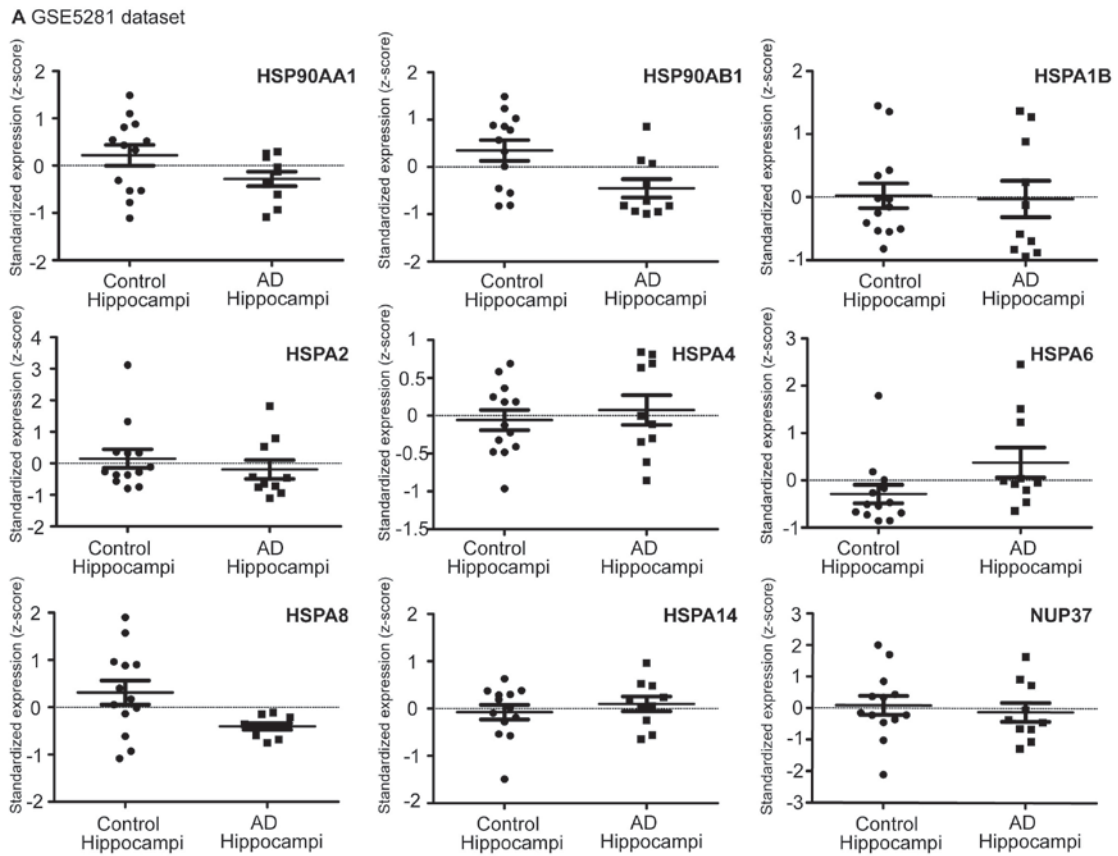 A GSE5281 dataset
Standardized expression (z-score)
2
1
0
-1
-2
HSP90AA1
Control
Hippocampi
AD
Hippocampi
Standardized expression (z-score)
2
1
0
-1
-2
HSP90AB1
Control
Hippocampi
AD
Hippocampi
Standardized expression (z-score)
2
1
0
-1
HSPA1B
Control
Hippocampi
AD
Hippocampi
Standardized expression (z-score)
4
3
2
1
0
-1
-2
HSPA2
Control
Hippocampi
AD
Hippocampi
Standardized expression (z-score)
1
0.5
0
-0.5
-1
-1.5
HSPA4
Control
Hippocampi
AD
Hippocampi
Standardized expression (z-score)
3
2
1
0
-1
HSPA6
Control
Hippocampi
AD
Hippocampi
Standardized expression (z-score)
2
1
0
-1
-2
HSPA8
Control
Hippocampi
AD
Hippocampi
Standardized expression (z-score)
2
1
0
-1
-2
HSPA14
Control
Hippocampi
AD
Hippocampi
Standardized expression (z-score)
3
2
1
0
-1
-2
-3
NUP37
Control
Hippocampi
AD
Hippocampi